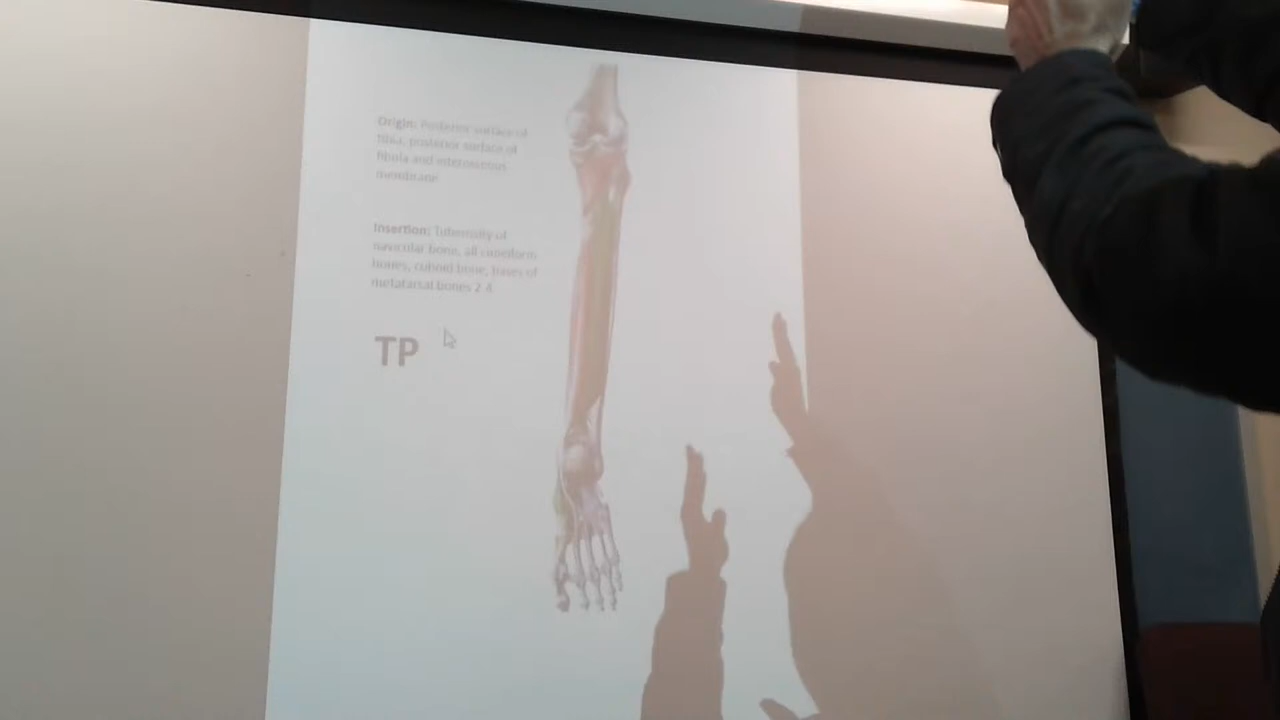 Origin: Posterior surface of
tibia, posterior surface of
fibula and interosseous
membrane
Insertion: Tuberosity of
navicular bone, all cuneiform
bones, cuboid bone, bases of
metatarsal bones 2-4
TP